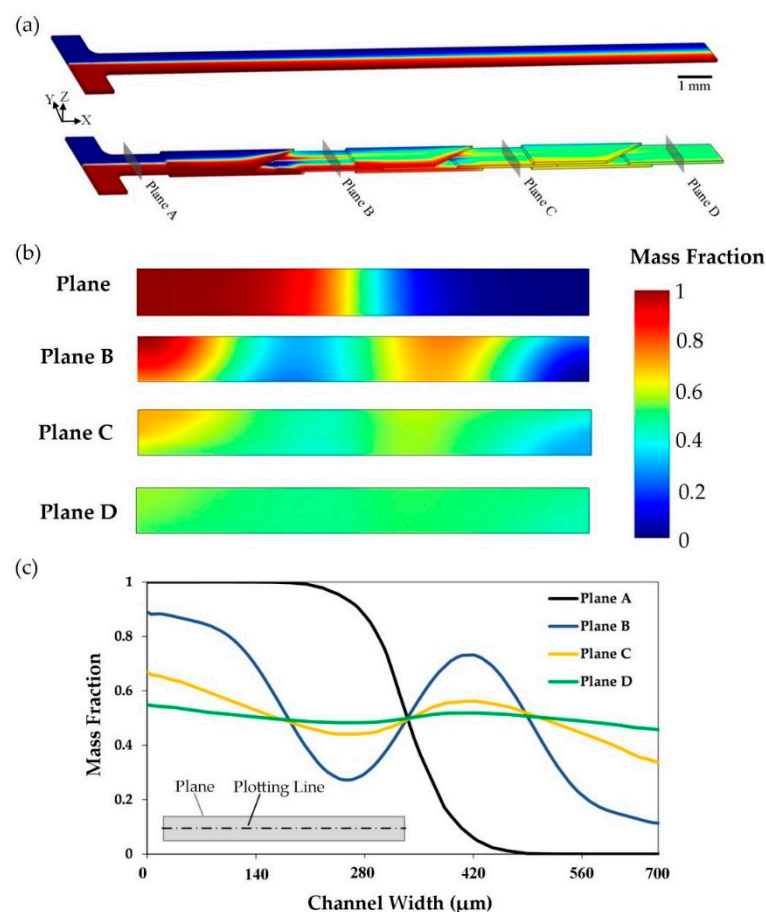 (a)
1 mm
Y Z
X
Plane A
Plane B
Plane C
Plane D
(b)
Mass Fraction
Plane
Plane B
Plane C
Plane D
1
0.8
0.6
0.4
0.2
0
(c)
1
0.8
0.6
0.4
0.2
0
Mass Fraction
Plane A
Plane B
Plane C
Plane D
Plane
Plotting Line
0 140 280 420 560 700
Channel Width (μm)